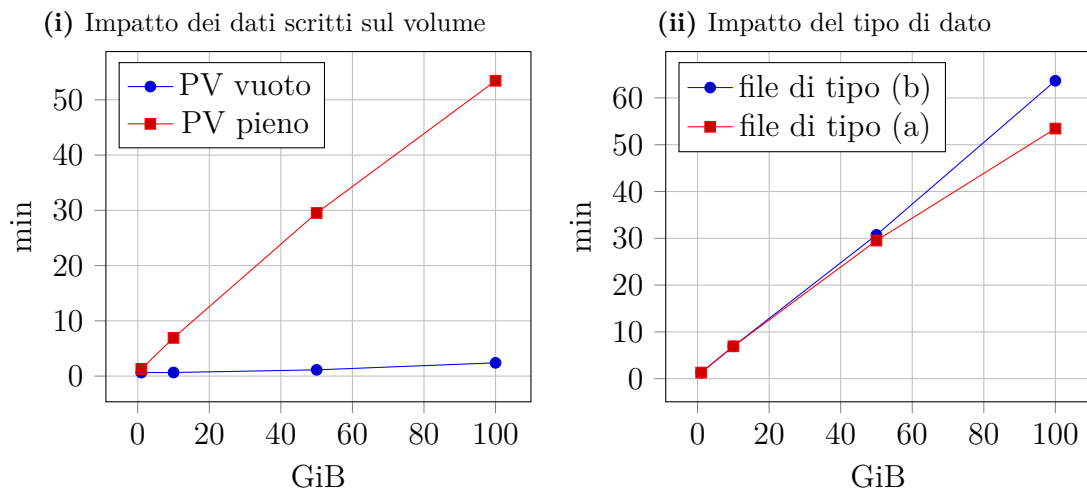 (i) Impatto dei dati scritti sul volume
PV vuoto
PV pieno
50
40
30
20
10
0
min
0 20 40 60 80 100
GiB
(ii) Impatto del tipo di dato
file di tipo (b)
file di tipo (a)
60
50
40
30
20
10
0
min
0 20 40 60 80 100
GiB